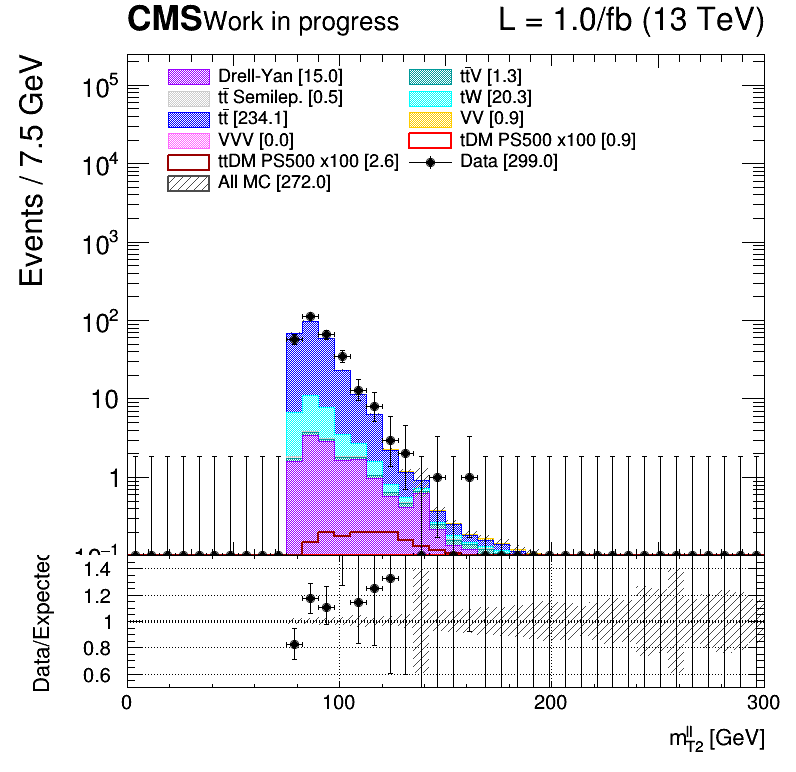 CMS Work in progress L = 1.0/fb (13 TeV)
Events / 7.5 GeV
Drell-Yan [15.0]
tt̄V [1.3]
tt̄ Semilep. [0.5]
tW [20.3]
tt̄ [234.1]
VV [0.9]
VVV [0.0]
tDM PS500 x100 [0.9]
ttDM PS500 x100 [2.6]
Data [299.0]
All MC [272.0]
10⁵
10⁴
10³
10²
10
1
10⁻¹
Data/Expected
1.4
1.2
1
0.8
0.6
0 100 200 300
m_{T2}^{ll} [GeV]